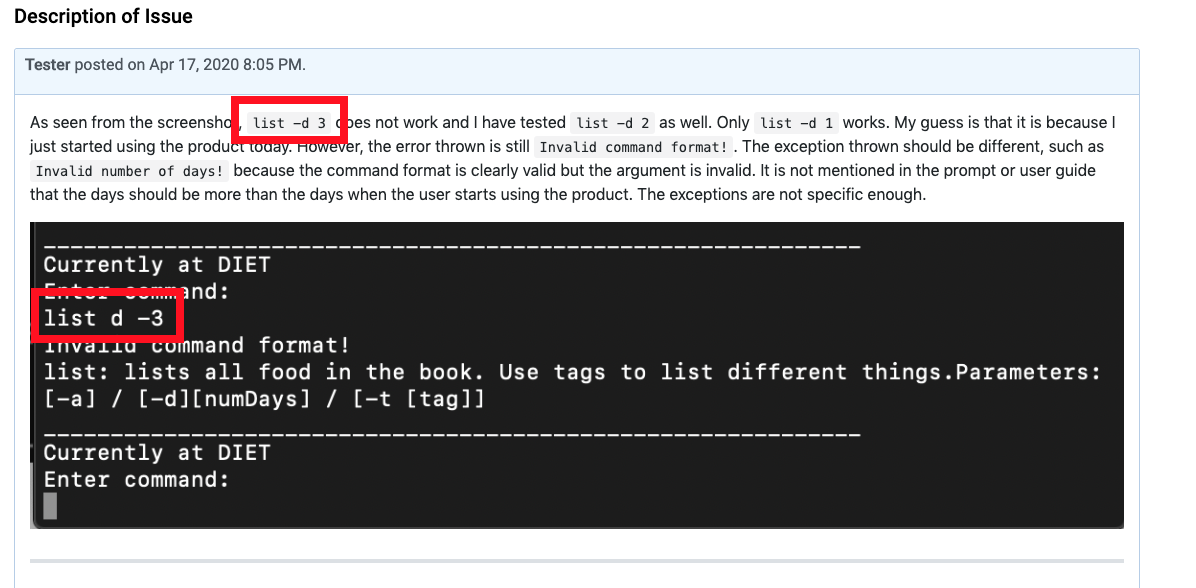 Description of Issue
Tester posted on Apr 17, 2020 8:05 PM.
As seen from the screensho, list -d 3 oes not work and I have tested list -d 2 as well. Only list -d 1 works. My guess is that it is because I
just started using the product today. However, the error thrown is still Invalid command format! . The exception thrown should be different, such as
Invalid number of days! because the command format is clearly valid but the argument is invalid. It is not mentioned in the prompt or user guide
that the days should be more than the days when the user starts using the product. The exceptions are not specific enough.
_____________________________________________________________
Currently at DIET
Enter command:
list d -3
Invalid command format!
list: lists all food in the book. Use tags to list different things.Parameters:
[-a] / [-d][numDays] / [-t [tag]]
_____________________________________________________________
Currently at DIET
Enter command: